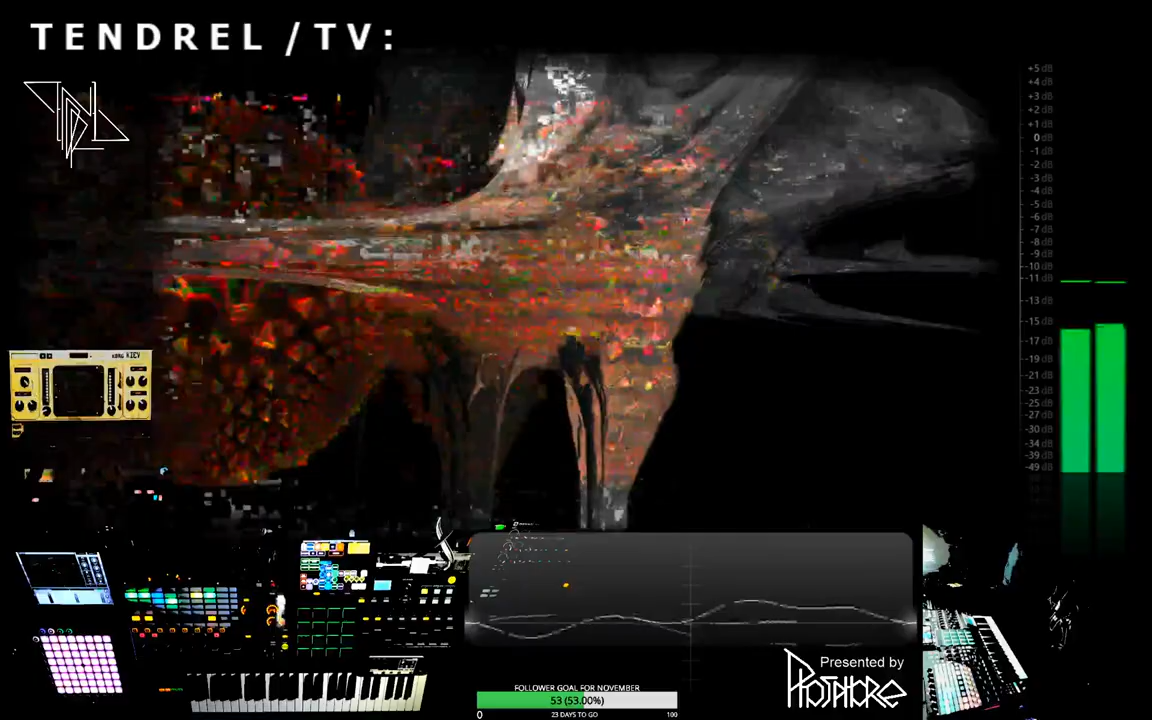 TENDREL /TV:
+5 dB
+4 dB
+3 dB
+2 dB
+1 dB
0 dB
-1 dB
-2 dB
-3 dB
-4 dB
-5 dB
-6 dB
-7 dB
-8 dB
-9 dB
-10 dB
-11 dB
-13 dB
-15 dB
-17 dB
-19 dB
-21 dB
-23 dB
-25 dB
-27 dB
-30 dB
-34 dB
-39 dB
-49 dB
Presented by
PHOSPHORE
FOLLOWER GOAL FOR NOVEMBER
53 (53.00%)
0
23 DAYS TO GO
100